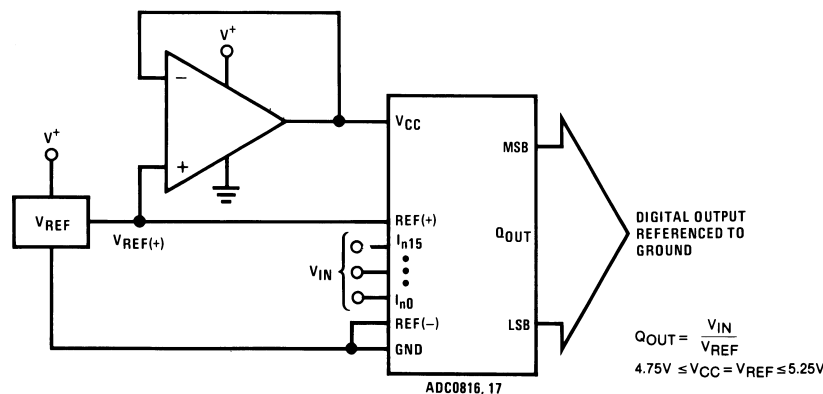 V+
V+
−
+
VCC
MSB
VREF
VREF(+)
REF(+)
In15
VIN
In0
QOUT
REF(−)
GND
LSB
DIGITAL OUTPUT
REFERENCED TO
GROUND
QOUT = VIN / VREF
4.75V ≤ VCC = VREF ≤ 5.25V
ADC0816, 17